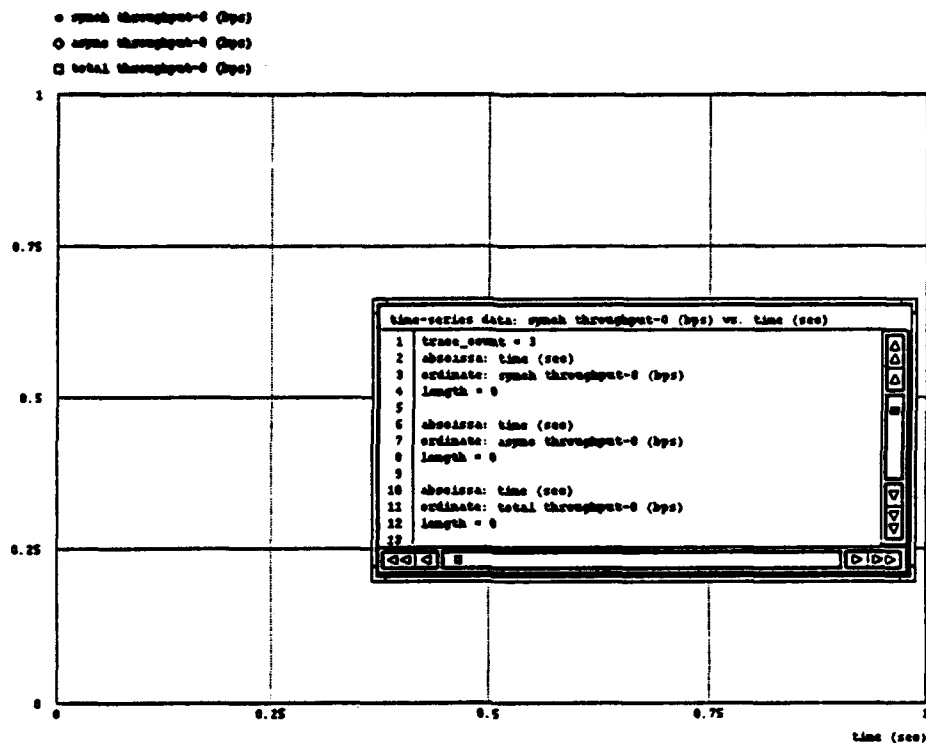 synch throughput-0 (bps)
async throughput-0 (bps)
total throughput-0 (bps)
1
0.75
0.5
0.25
0
0
0.25
0.5
0.75
1
time (sec)
time-series data: synch throughput-0 (bps) vs. time (sec)
1 trace_count = 3
2 abscissa: time (sec)
3 ordinate: synch throughput-0 (bps)
4 length = 0
5
6 abscissa: time (sec)
7 ordinate: async throughput-0 (bps)
8 length = 0
9
10 abscissa: time (sec)
11 ordinate: total throughput-0 (bps)
12 length = 0
13